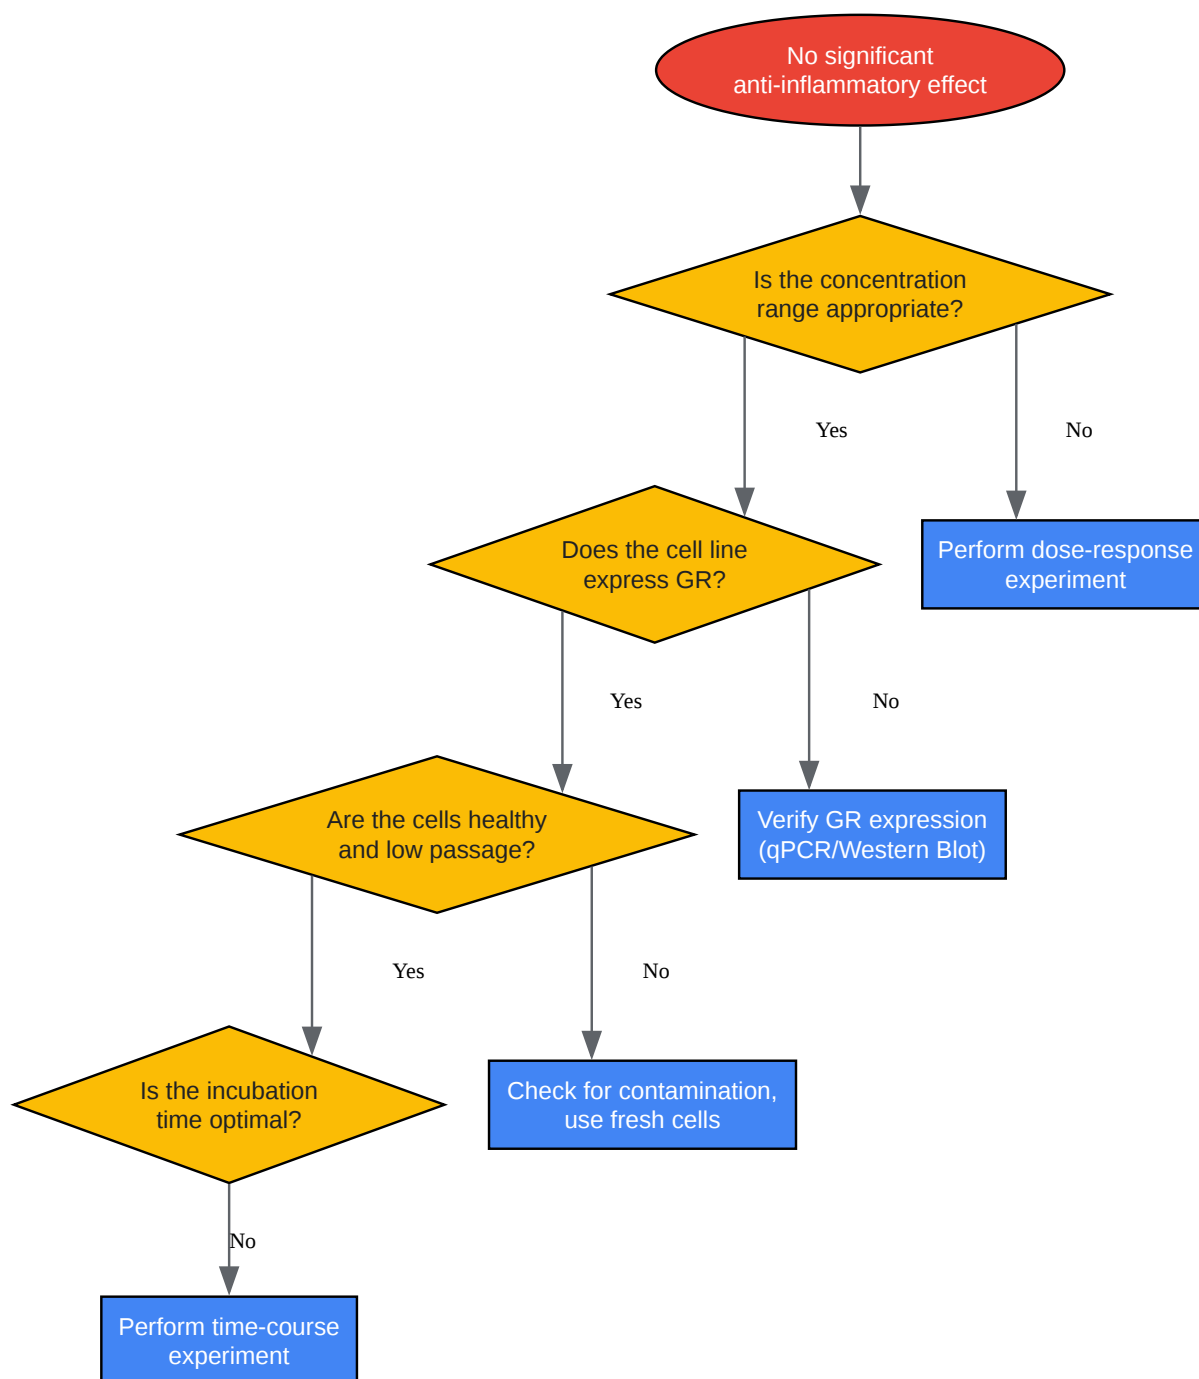 No significant
anti-inflammatory effect
Is the concentration
range appropriate?
Yes
No
Does the cell line
express GR?
Perform dose-response
experiment
Yes
No
Are the cells healthy
and low passage?
Verify GR expression
(qPCR/Western Blot)
Yes
No
Is the incubation
time optimal?
Check for contamination,
use fresh cells
No
Perform time-course
experiment